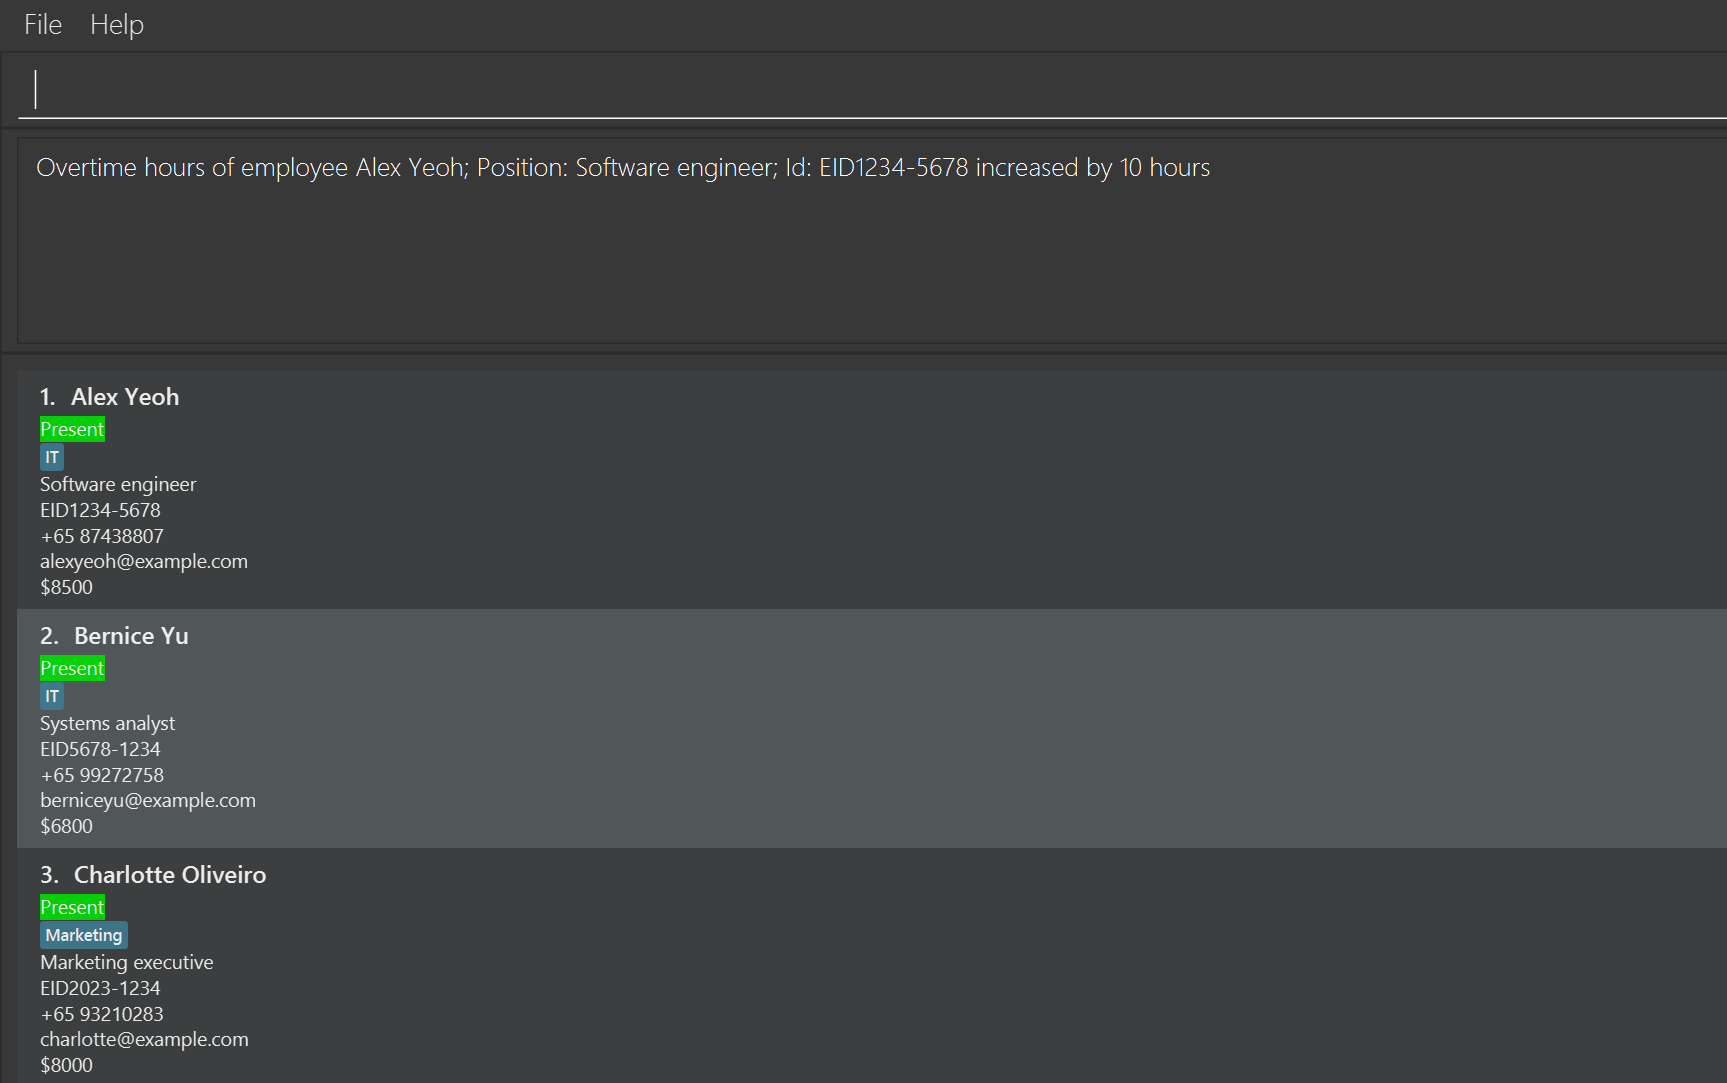 File Help
Overtime hours of employee Alex Yeoh; Position: Software engineer; Id: EID1234-5678 increased by 10 hours
1. Alex Yeoh
Present
IT
Software engineer
EID1234-5678
+65 87438807
alexyeoh@example.com
$8500
2. Bernice Yu
Present
IT
Systems analyst
EID5678-1234
+65 99272758
berniceyu@example.com
$6800
3. Charlotte Oliveiro
Present
Marketing
Marketing executive
EID2023-1234
+65 93210283
charlotte@example.com
$8000